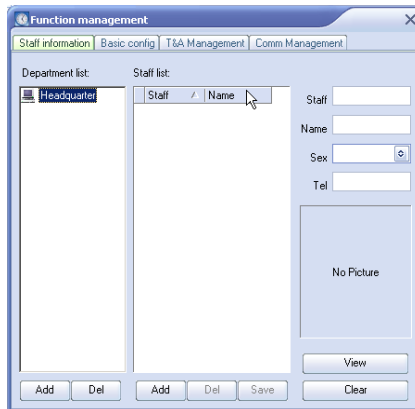 Function management
Staff information Basic config T&A Management Comm Management
Department list: Staff list:
Headquarter Staff Name Staff
Name
Sex
Tel
No Picture
View
Add Del Add Del Save Clear